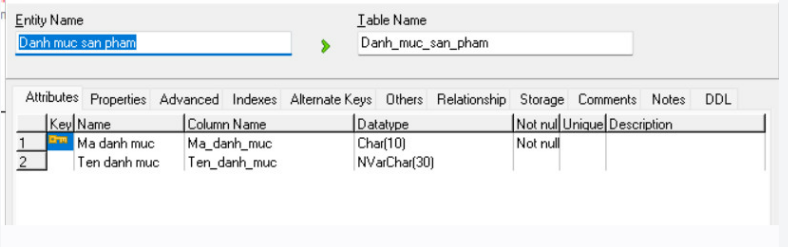 Entity Name Table Name
Danh muc san pham Danh_muc_san_pham
Attributes Properties Advanced Indexes Alternate Keys Others Relationship Storage Comments Notes DDL
Key Name Column Name Datatype Not nul Unique Description
1 Ma danh muc Ma_danh_muc Char(10) Not null
2 Ten danh muc Ten_danh_muc NVarChar(30)